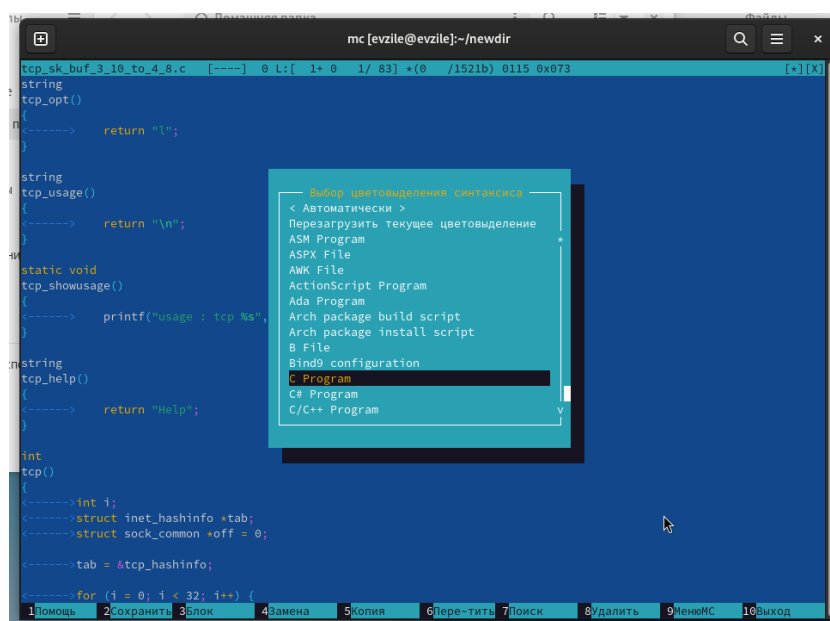 Домашняя папка
Файлы
mc [evzile@evzile]:~/newdir
tcp_sk_buf_3_10_to_4_8.c [----] 0 L:[ 1+ 0 1/ 83] *(0 /1521b) 0115 0x073 [*][X]
string
tcp_opt()
{
<------> return "l";
}
string
tcp_usage()
{
<------> return "\n";
}
static void
tcp_showusage()
{
<------> printf("usage : tcp %s",
}
string
tcp_help()
{
<------> return "Help";
}
int
tcp()
{
<------>int i;
<------>struct inet_hashinfo *tab;
<------>struct sock_common *off = 0;
<------>tab = &tcp_hashinfo;
<------>for (i = 0; i < 32; i++) {
Выбор цветовыделения синтаксиса
< Автоматически >
Перезагрузить текущее цветовыделение
ASM Program
ASPX File
AWK File
ActionScript Program
Ada Program
Arch package build script
Arch package install script
B File
Bind9 configuration
C Program
C# Program
C/C++ Program
1Помощь 2Сохранить 3Блок 4Замена 5Копия 6Пере~тить 7Поиск 8Удалить 9МенюMC 10Выход